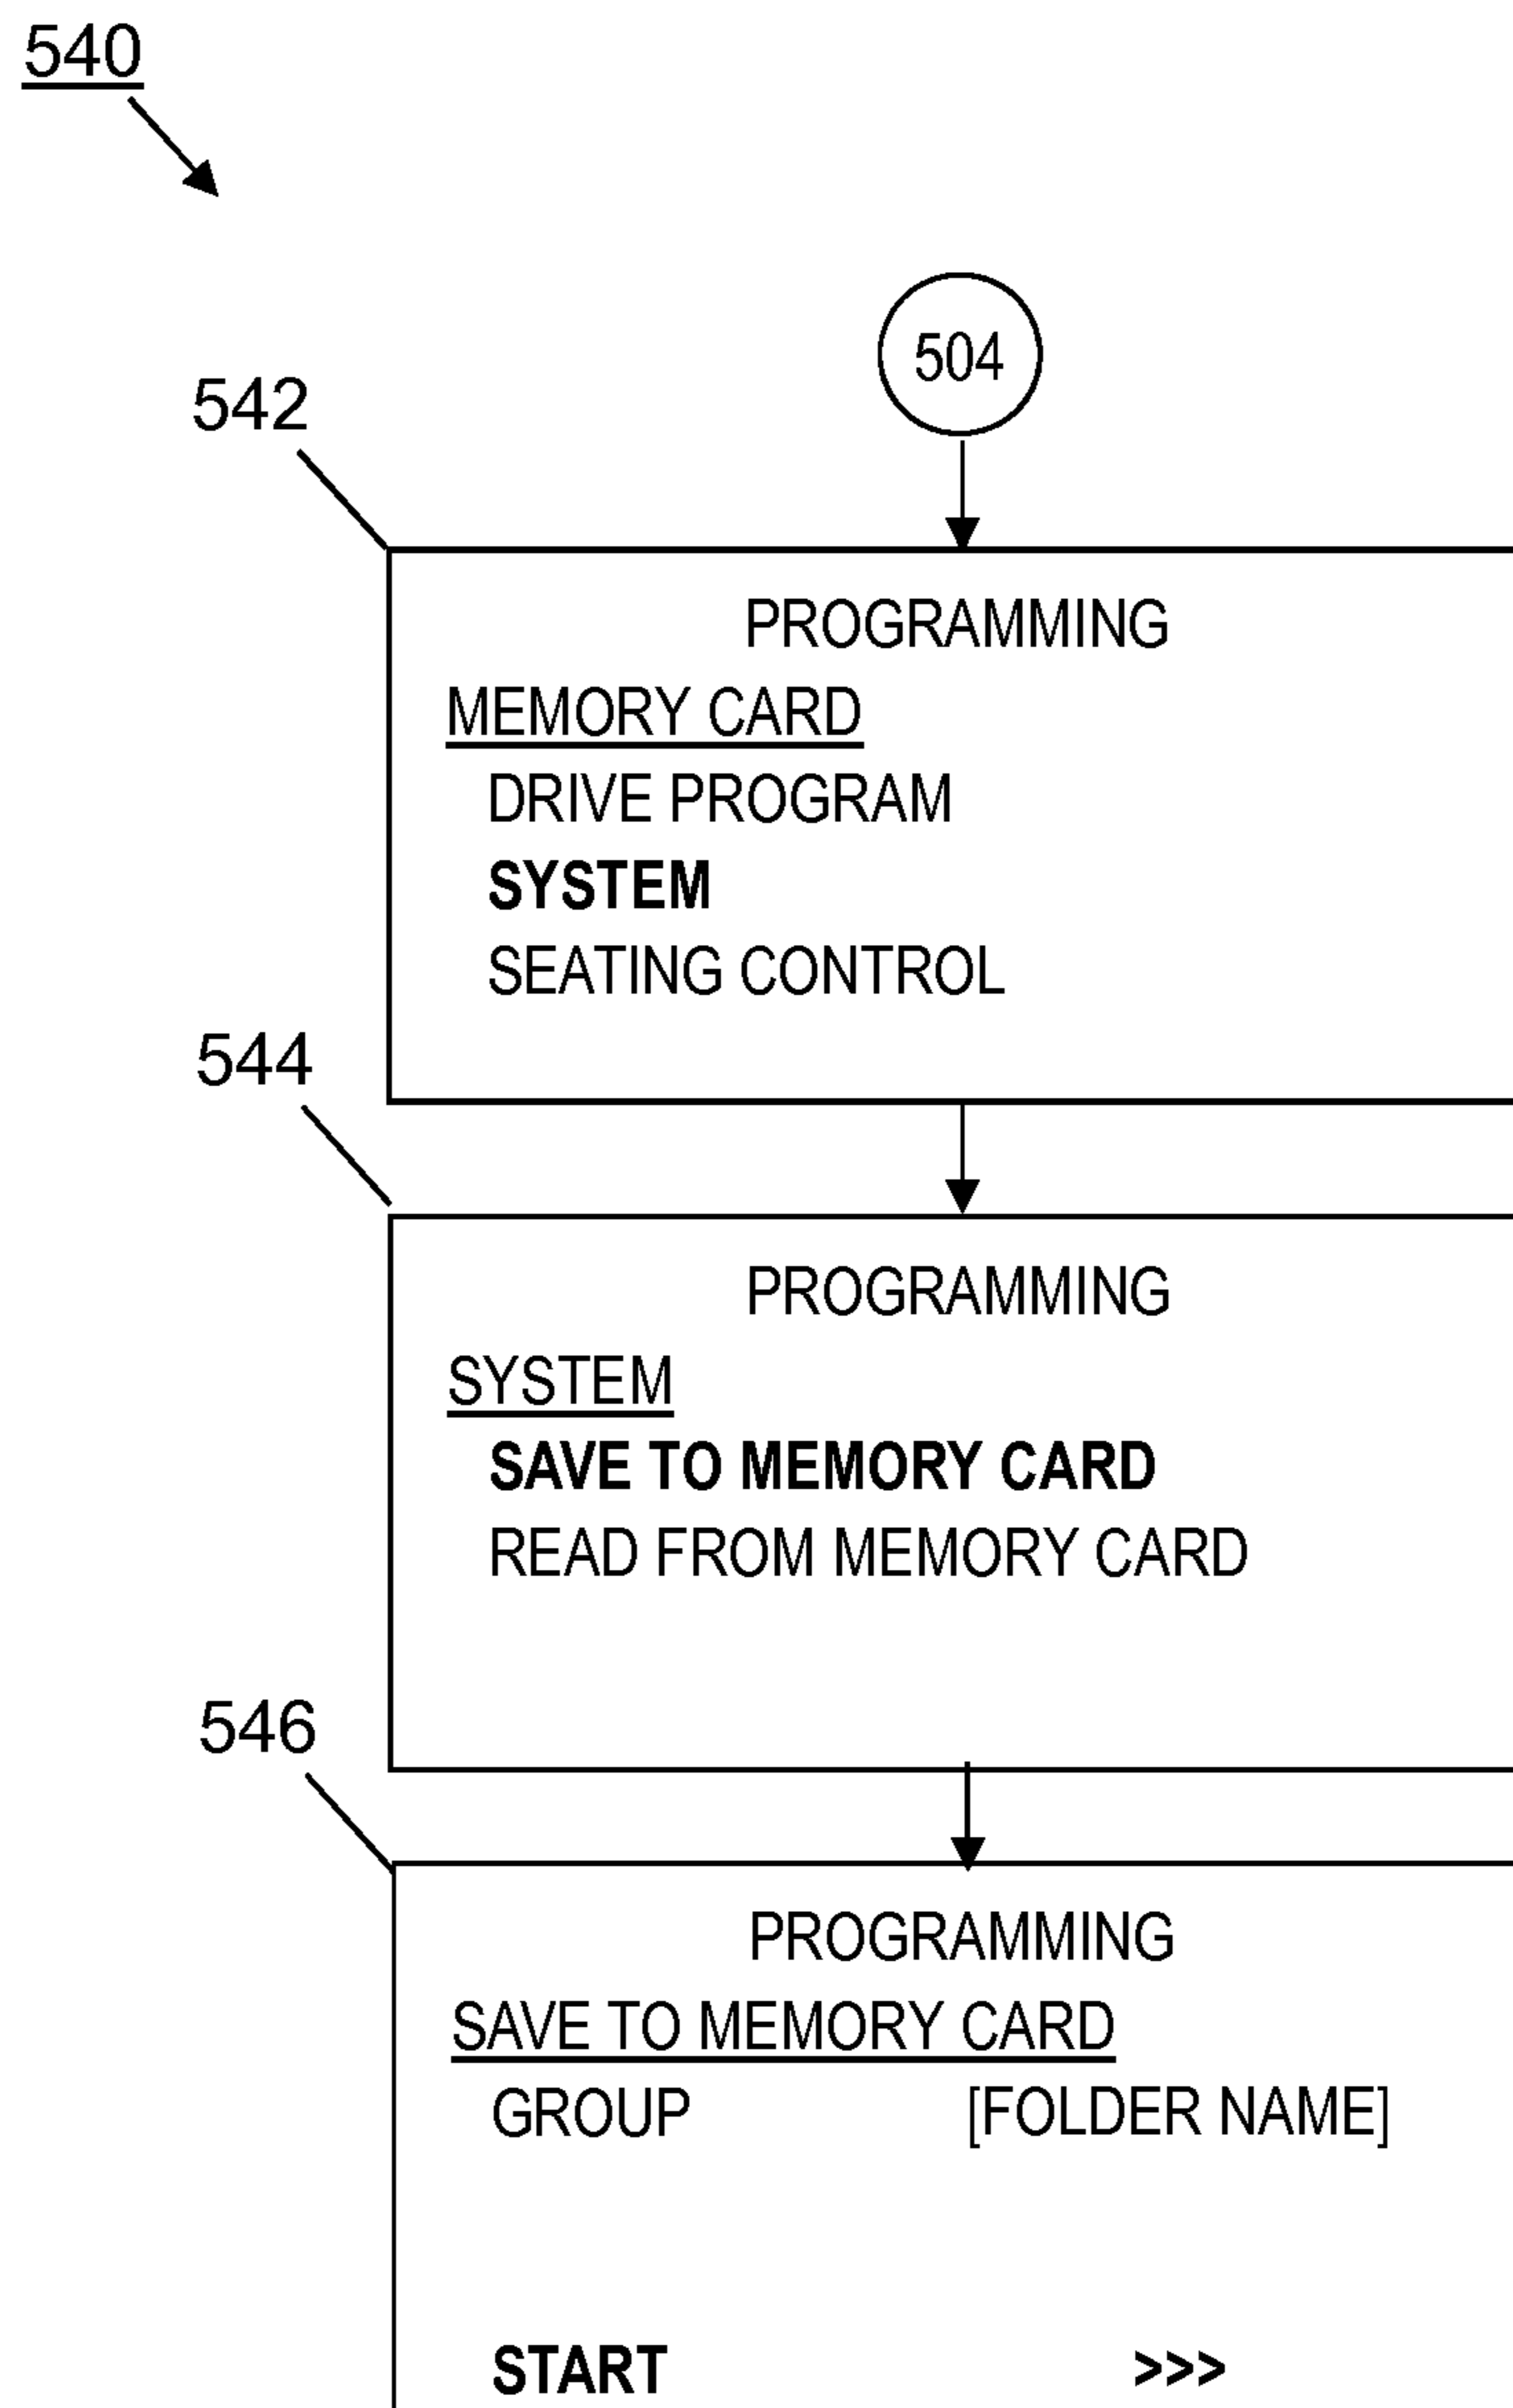 540
504
542
PROGRAMMING
MEMORY CARD
DRIVE PROGRAM
SYSTEM
SEATING CONTROL
544
PROGRAMMING
SYSTEM
SAVE TO MEMORY CARD
READ FROM MEMORY CARD
546
PROGRAMMING
SAVE TO MEMORY CARD
GROUP [FOLDER NAME]
START >>>